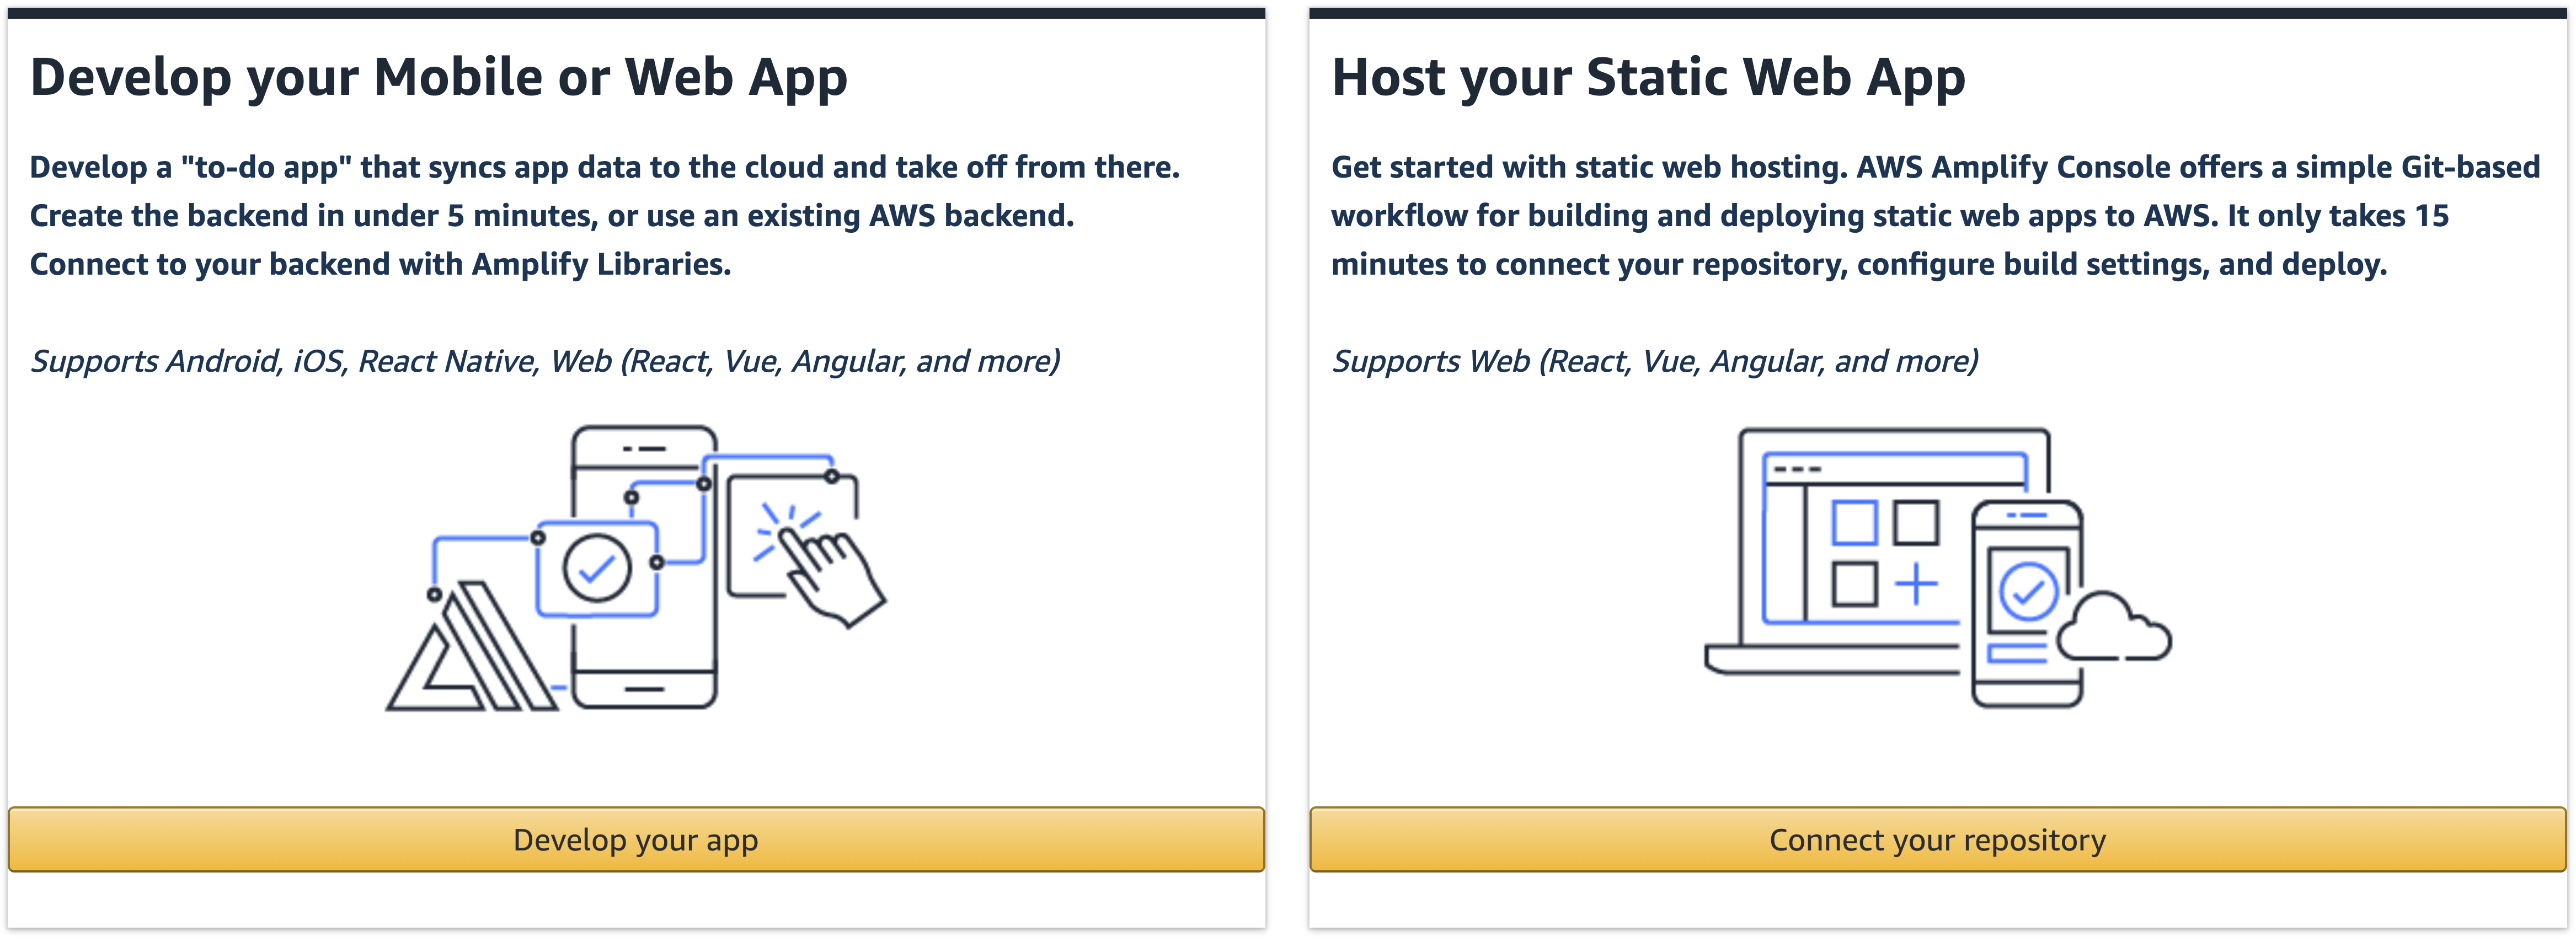 Develop your Mobile or Web App
Develop a "to-do app" that syncs app data to the cloud and take off from there.
Create the backend in under 5 minutes, or use an existing AWS backend.
Connect to your backend with Amplify Libraries.
Supports Android, iOS, React Native, Web (React, Vue, Angular, and more)
Develop your app
Host your Static Web App
Get started with static web hosting. AWS Amplify Console offers a simple Git-based
workflow for building and deploying static web apps to AWS. It only takes 15
minutes to connect your repository, configure build settings, and deploy.
Supports Web (React, Vue, Angular, and more)
Connect your repository